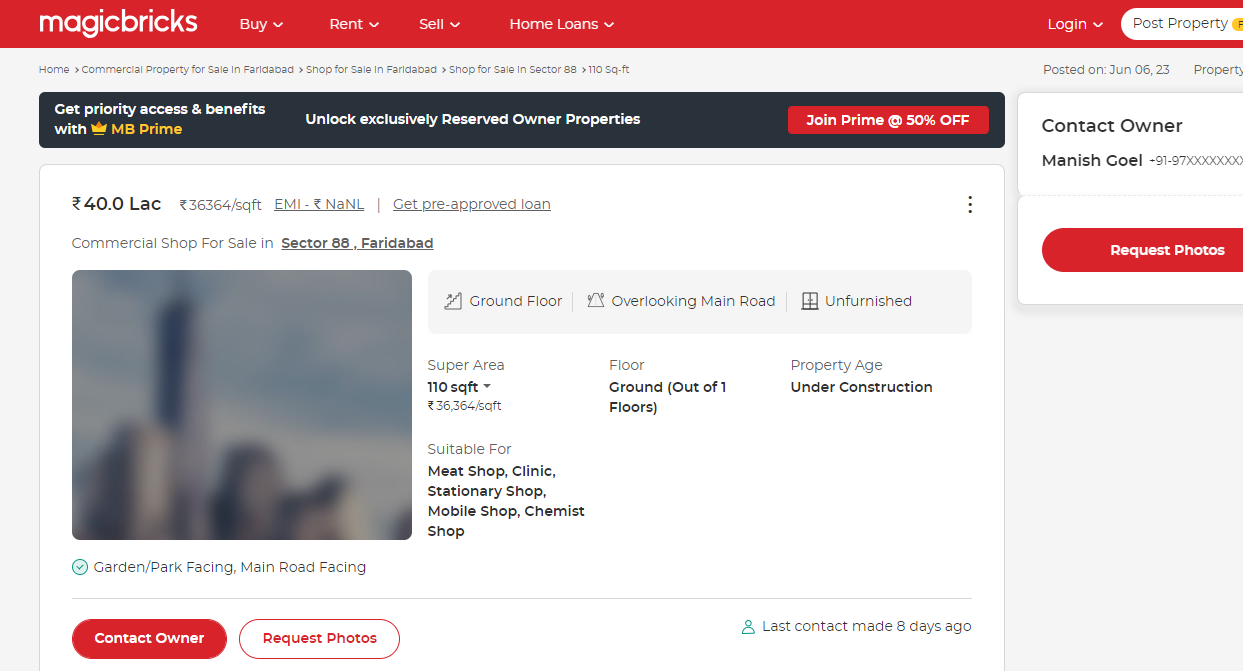 magicbricks
Buy
Rent
Sell
Home Loans
Login
Post Property
Home > Commercial Property for Sale in Faridabad > Shop for Sale in Faridabad > Shop for Sale in Sector 88 > 110 Sq-ft
Posted on: Jun 06, 23
Property
Get priority access & benefits
with MB Prime
Unlock exclusively Reserved Owner Properties
Join Prime @ 50% OFF
Contact Owner
Manish Goel +91-97XXXXXXXX
Request Photos
₹40.0 Lac ₹36364/sqft EMI - ₹ NaNL | Get pre-approved loan
Commercial Shop For Sale in Sector 88 , Faridabad
Ground Floor
Overlooking Main Road
Unfurnished
Super Area
110 sqft
₹36,364/sqft
Floor
Ground (Out of 1
Floors)
Property Age
Under Construction
Suitable For
Meat Shop, Clinic,
Stationary Shop,
Mobile Shop, Chemist
Shop
Garden/Park Facing, Main Road Facing
Contact Owner
Request Photos
Last contact made 8 days ago